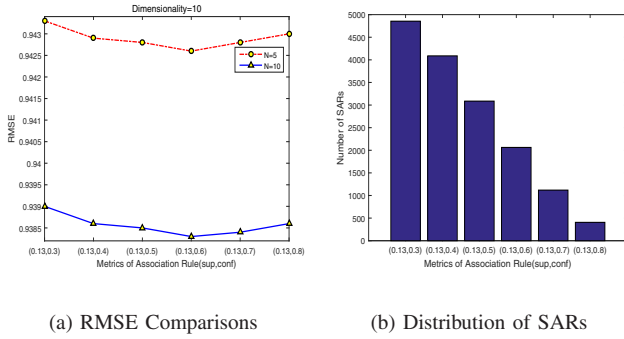 Dimensionality=10
0.943
0.9425
0.942
0.9415
0.941
0.9405
0.94
0.9395
0.939
0.9385
RMSE
N=5
N=10
(0.13,0.3) (0.13,0.4) (0.13,0.5) (0.13,0.6) (0.13,0.7) (0.13,0.8)
Metrics of Association Rule(sup,conf)
(a) RMSE Comparisons
5000
4500
4000
3500
3000
2500
2000
1500
1000
500
0
Number of SARs
(0.13,0.3) (0.13,0.4) (0.13,0.5) (0.13,0.6) (0.13,0.7) (0.13,0.8)
Metrics of Association Rule(sup,conf)
(b) Distribution of SARs